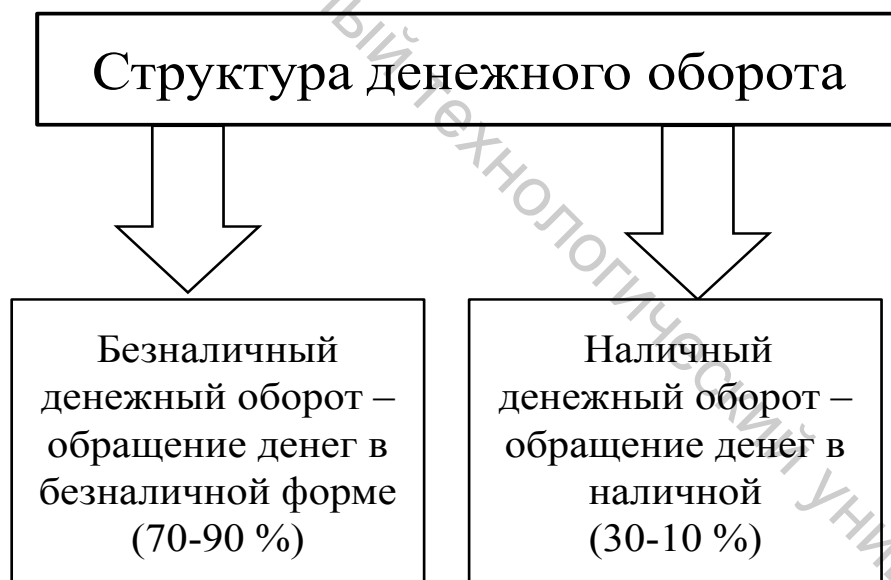 Структура денежного оборота
Безналичный
денежный оборот –
обращение денег в
безналичной форме
(70-90 %)
Наличный
денежный оборот –
обращение денег в
наличной
(30-10 %)
технологический